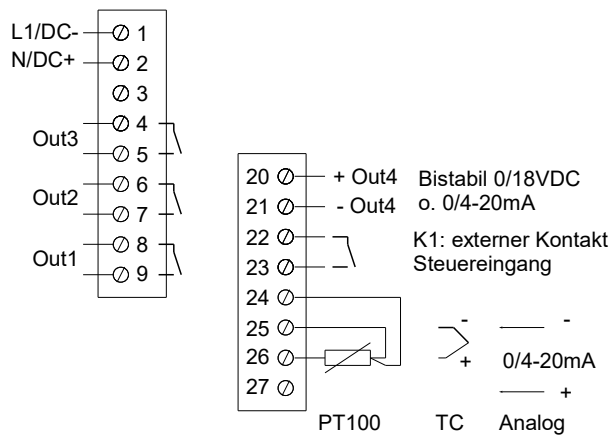 L1/DC- 1
N/DC+ 2
3
Out3 4
5
Out2 6
7
Out1 8
9
20 + Out4 Bistabil 0/18VDC
21 - Out4 o. 0/4-20mA
22 K1: externer Kontakt
23 Steuereingang
24
25 - -
26 + 0/4-20mA
27 +
PT100 TC Analog